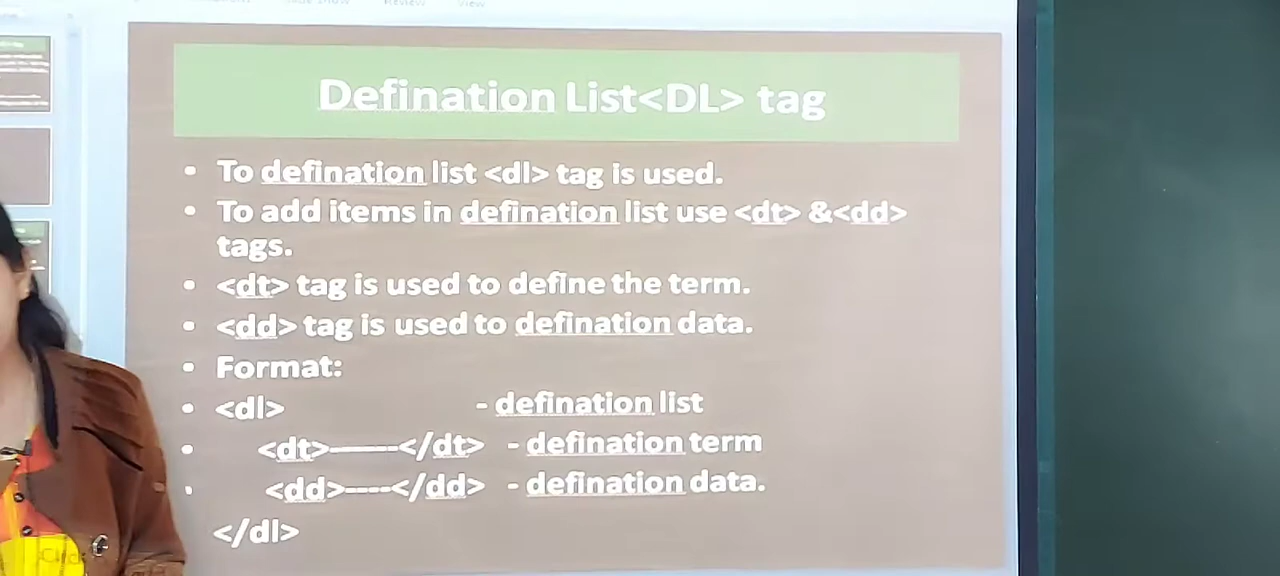 Review View
Defination List<DL> tag
• To defination list <dl> tag is used.
• To add items in defination list use <dt> &<dd>
tags.
• <dt> tag is used to define the term.
• <dd> tag is used to defination data.
• Format:
• <dl> - defination list
• <dt>------</dt> - defination term
• <dd>----</dd> - defination data.
</dl>